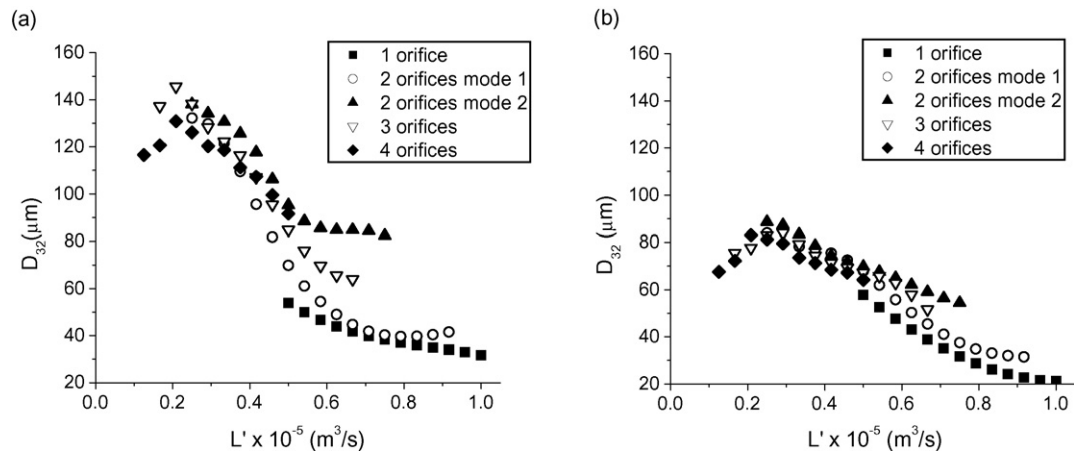 (a)
160
140
120
100
80
60
40
20
D32(μm)
0.0 0.2 0.4 0.6 0.8 1.0
L' x 10-5 (m3/s)
1 orifice
2 orifices mode 1
2 orifices mode 2
3 orifices
4 orifices
(b)
160
140
120
100
80
60
40
20
D32 (μm)
0.0 0.2 0.4 0.6 0.8 1.0
L' x 10-5 (m3/s)
1 orifice
2 orifices mode 1
2 orifices mode 2
3 orifices
4 orifices